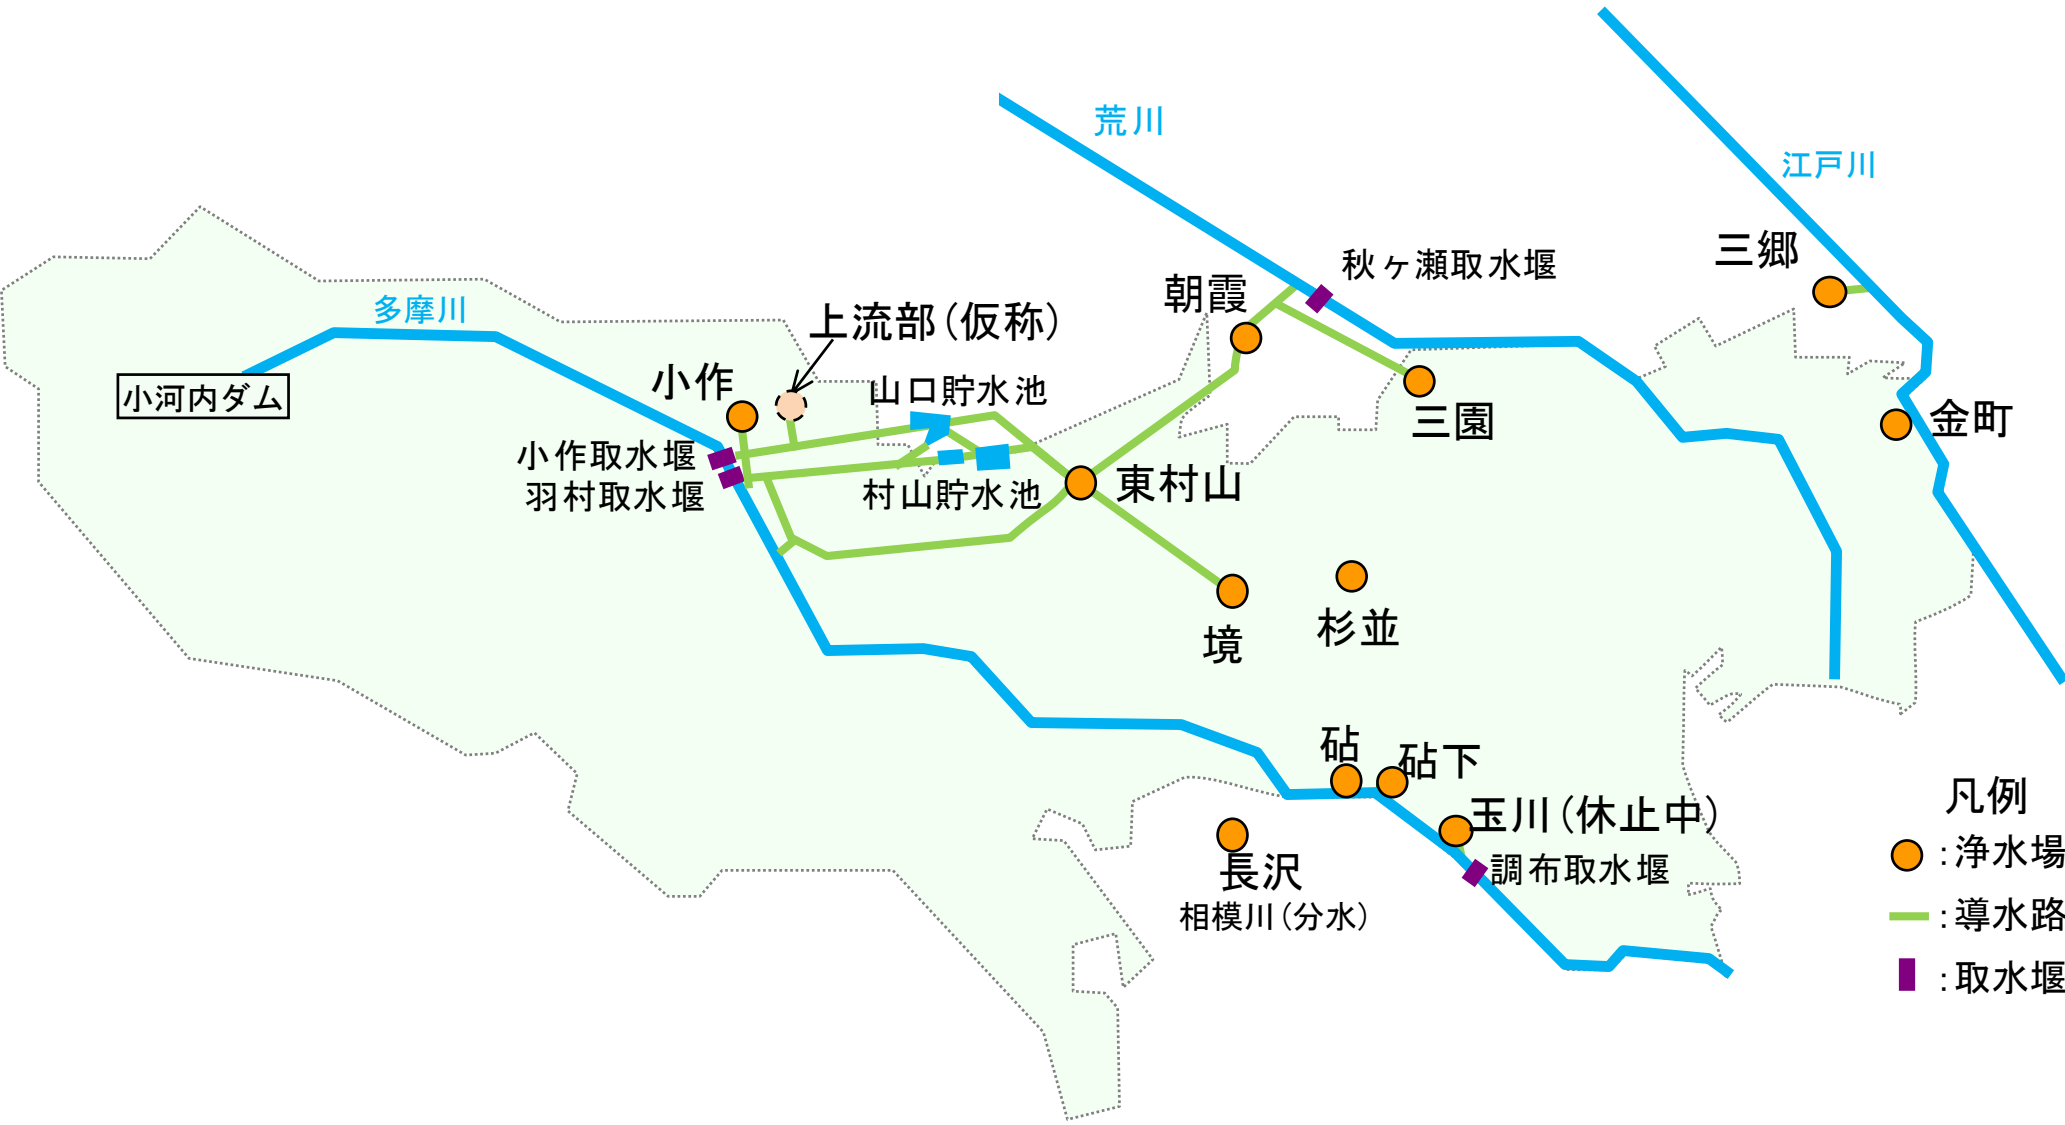 荒川
江戸川
三郷
秋ヶ瀬取水堰
朝霞
多摩川
上流部(仮称)
小作
山口貯水池
小河内ダム
三園
金町
小作取水堰
羽村取水堰
村山貯水池
東村山
境
杉並
砧
砧下
玉川(休止中)
調布取水堰
長沢
相模川(分水)
凡例
:浄水場
:導水路
:取水堰